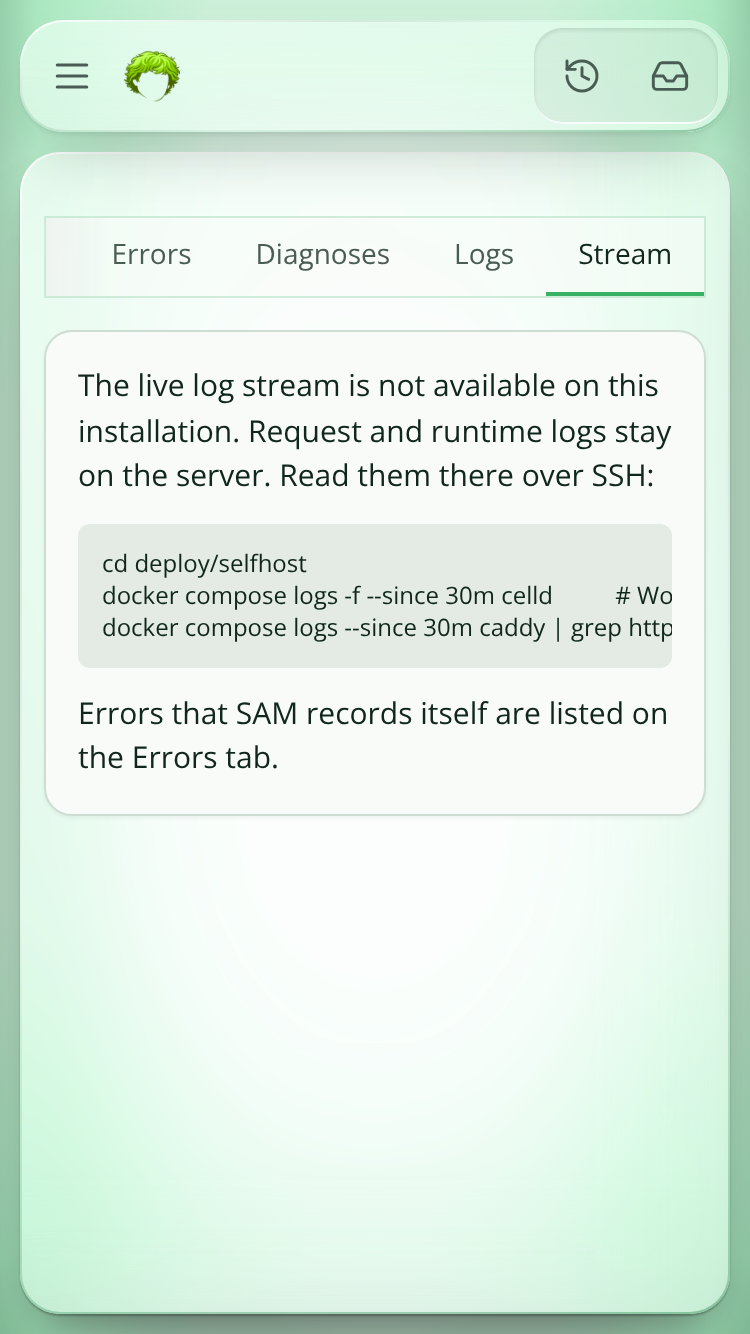 Errors Diagnoses Logs Stream
The live log stream is not available on this
installation. Request and runtime logs stay
on the server. Read them there over SSH:
cd deploy/selfhost
docker compose logs -f --since 30m celld # Wo
docker compose logs --since 30m caddy | grep http
Errors that SAM records itself are listed on
the Errors tab.